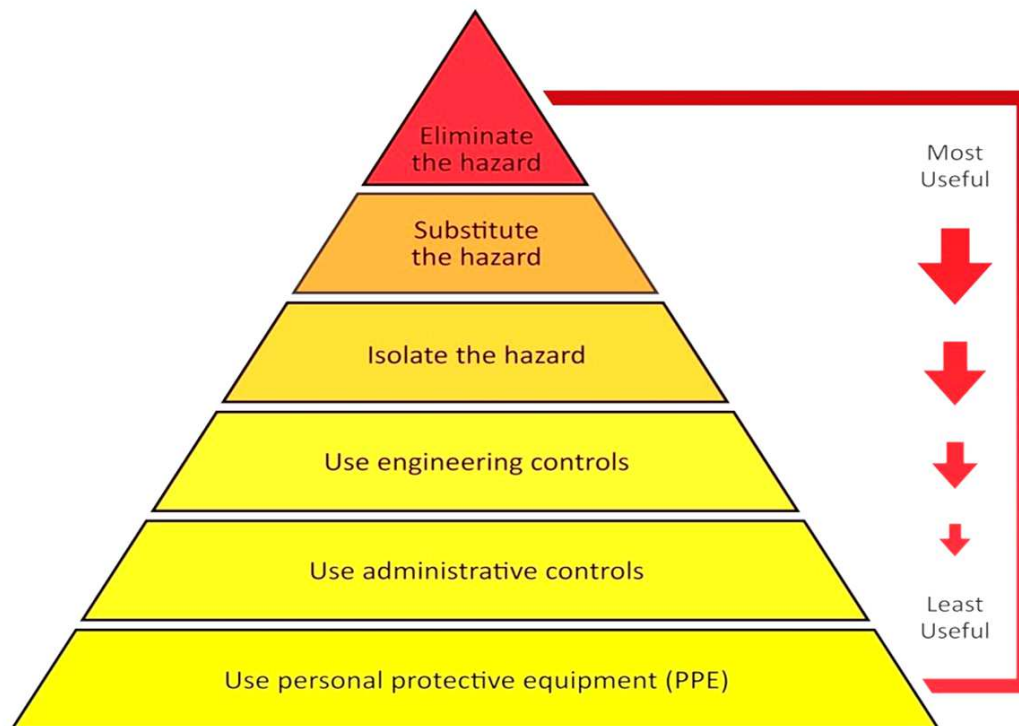 Eliminate
the hazard
Most
Useful
Substitute
the hazard
Isolate the hazard
Use engineering controls
Use administrative controls
Least
Useful
Use personal protective equipment (PPE)